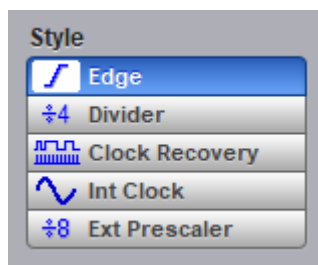 Style
Edge
÷4 Divider
Clock Recovery
Int Clock
÷8 Ext Prescaler